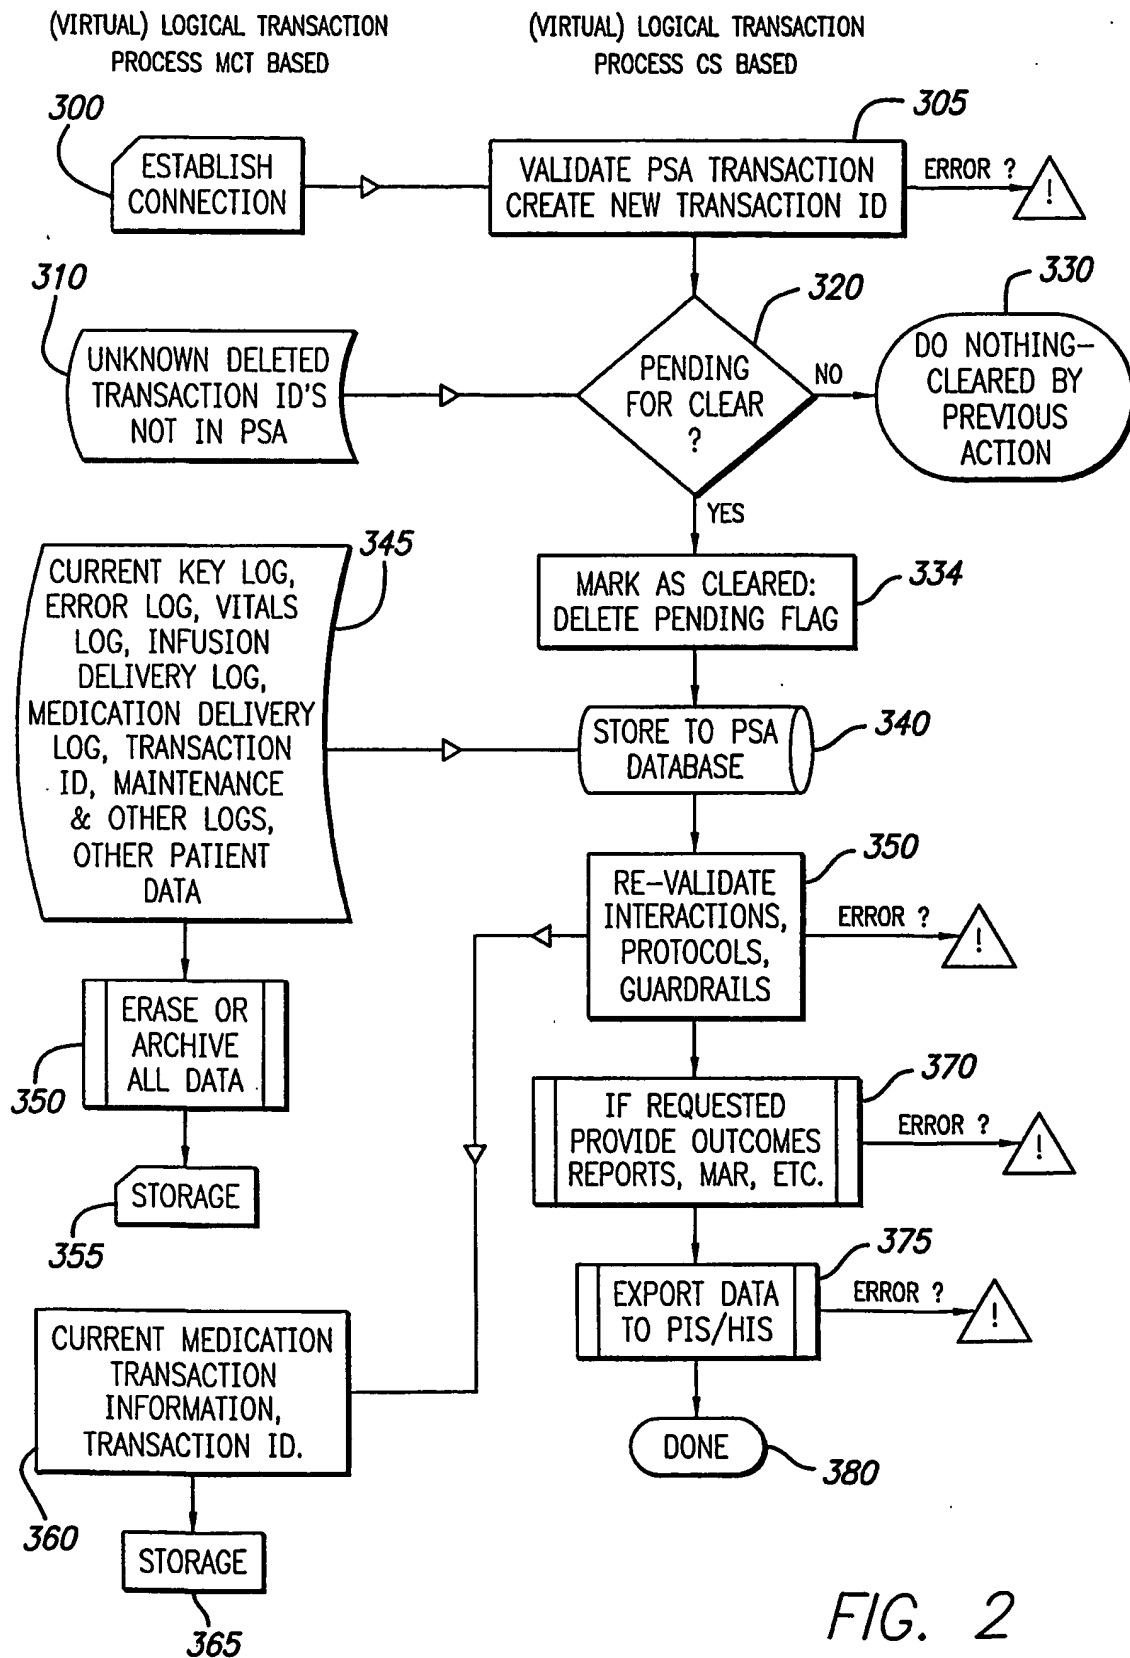 (VIRTUAL) LOGICAL TRANSACTION
PROCESS MCT BASED
(VIRTUAL) LOGICAL TRANSACTION
PROCESS CS BASED
300
ESTABLISH
CONNECTION
305
VALIDATE PSA TRANSACTION
CREATE NEW TRANSACTION ID
ERROR ?
!
310
UNKNOWN DELETED
TRANSACTION ID'S
NOT IN PSA
320
PENDING
FOR CLEAR
?
NO
330
DO NOTHING-
CLEARED BY
PREVIOUS
ACTION
YES
334
MARK AS CLEARED:
DELETE PENDING FLAG
345
CURRENT KEY LOG,
ERROR LOG, VITALS
LOG, INFUSION
DELIVERY LOG,
MEDICATION DELIVERY
LOG, TRANSACTION
ID, MAINTENANCE
& OTHER LOGS,
OTHER PATIENT
DATA
340
STORE TO PSA
DATABASE
350
RE-VALIDATE
INTERACTIONS,
PROTOCOLS,
GUARDRAILS
ERROR ?
!
350
ERASE OR
ARCHIVE
ALL DATA
355
STORAGE
370
IF REQUESTED
PROVIDE OUTCOMES
REPORTS, MAR, ETC.
ERROR ?
!
375
EXPORT DATA
TO PIS/HIS
ERROR ?
!
360
CURRENT MEDICATION
TRANSACTION
INFORMATION,
TRANSACTION ID.
DONE
380
STORAGE
365
FIG. 2